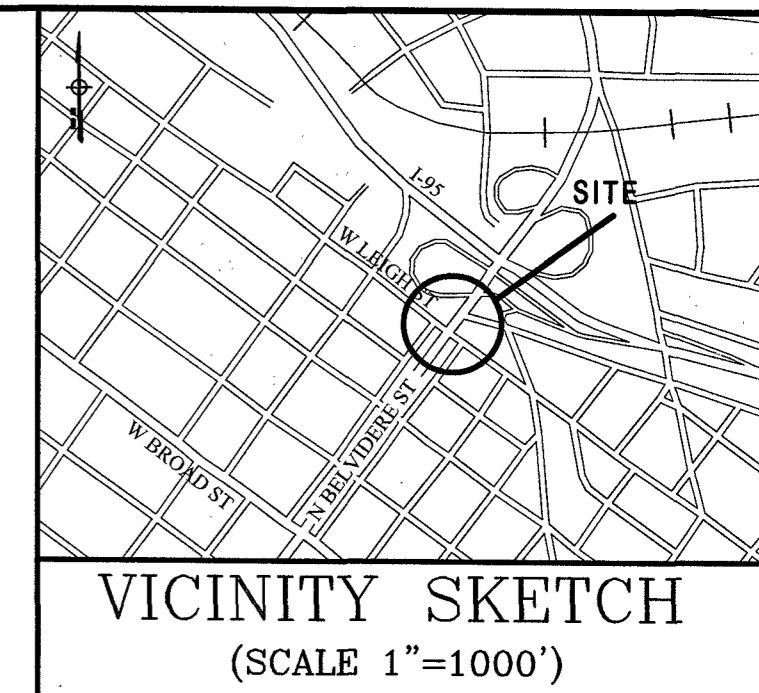 I-95
SITE
W LEIGH ST
N BELVIDERE ST
W BROAD ST
VICINITY SKETCH
(SCALE 1"=1000')